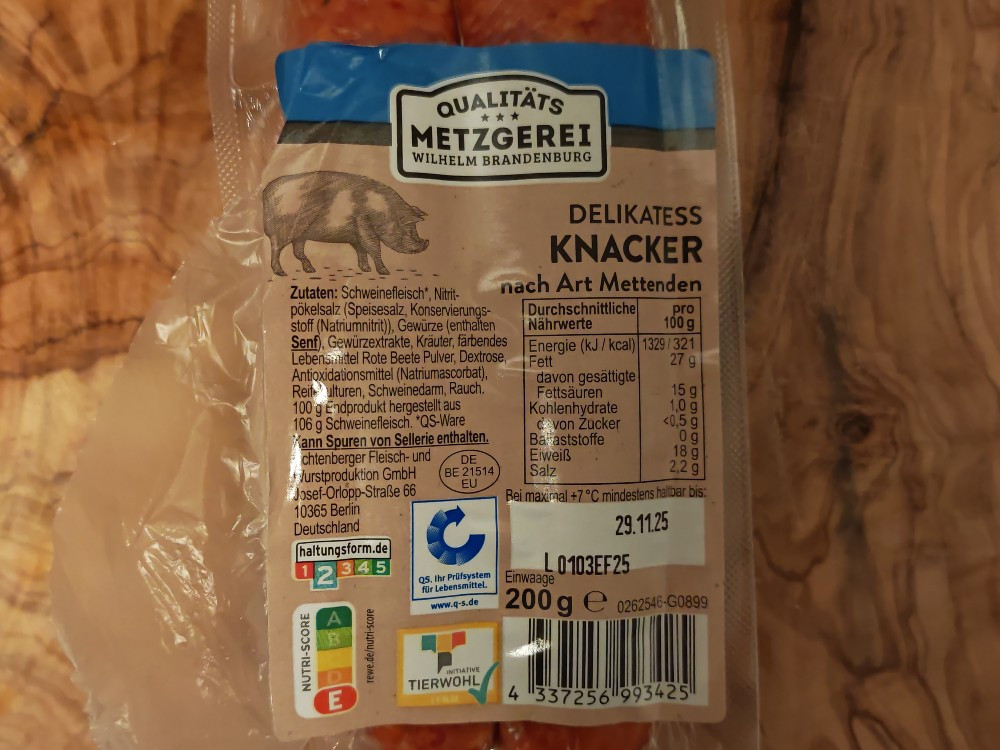 QUALITÄTS
METZGEREI
WILHELM BRANDENBURG
DELIKATESS
KNACKER
nach Art Mettenden
Zutaten: Schweinefleisch*, Nitrit-
pökelsalz (Speisesalz, Konservierungs-
stoff (Natriumnitrit)), Gewürze (enthalten
Senf), Gewürzextrakte, Kräuter, färbendes
Lebensmittel Rote Beete Pulver, Dextrose,
Antioxidationsmittel (Natriumascorbat),
Reifekulturen, Schweinedarm, Rauch.
100 g Endprodukt hergestellt aus
106 g Schweinefleisch. *QS-Ware
Kann Spuren von Sellerie enthalten.
Lichtenberger Fleisch- und
Wurstproduktion GmbH
Josef-Orlopp-Straße 66
10365 Berlin
Deutschland
DE
BE 21514
EU
Durchschnittliche pro
Nährwerte 100 g
Energie (kJ / kcal) 1329 / 321
Fett 27 g
davon gesättigte
Fettsäuren 15 g
Kohlenhydrate 1,0 g
davon Zucker <0,5 g
Ballaststoffe 0 g
Eiweiß 18 g
Salz 2,2 g
Bei maximal +7 °C mindestens haltbar bis:
29.11.25
L0103EF25
Einwaage
200 g e 0262546-G0899
haltungsform.de
1 2 3 4 5
QS. Ihr Prüfsystem
für Lebensmittel.
www.q-s.de
NUTRI-SCORE
A
B
D
E
rewe.de/nutri-score
INITIATIVE
TIERWOHL
4 337256 993425